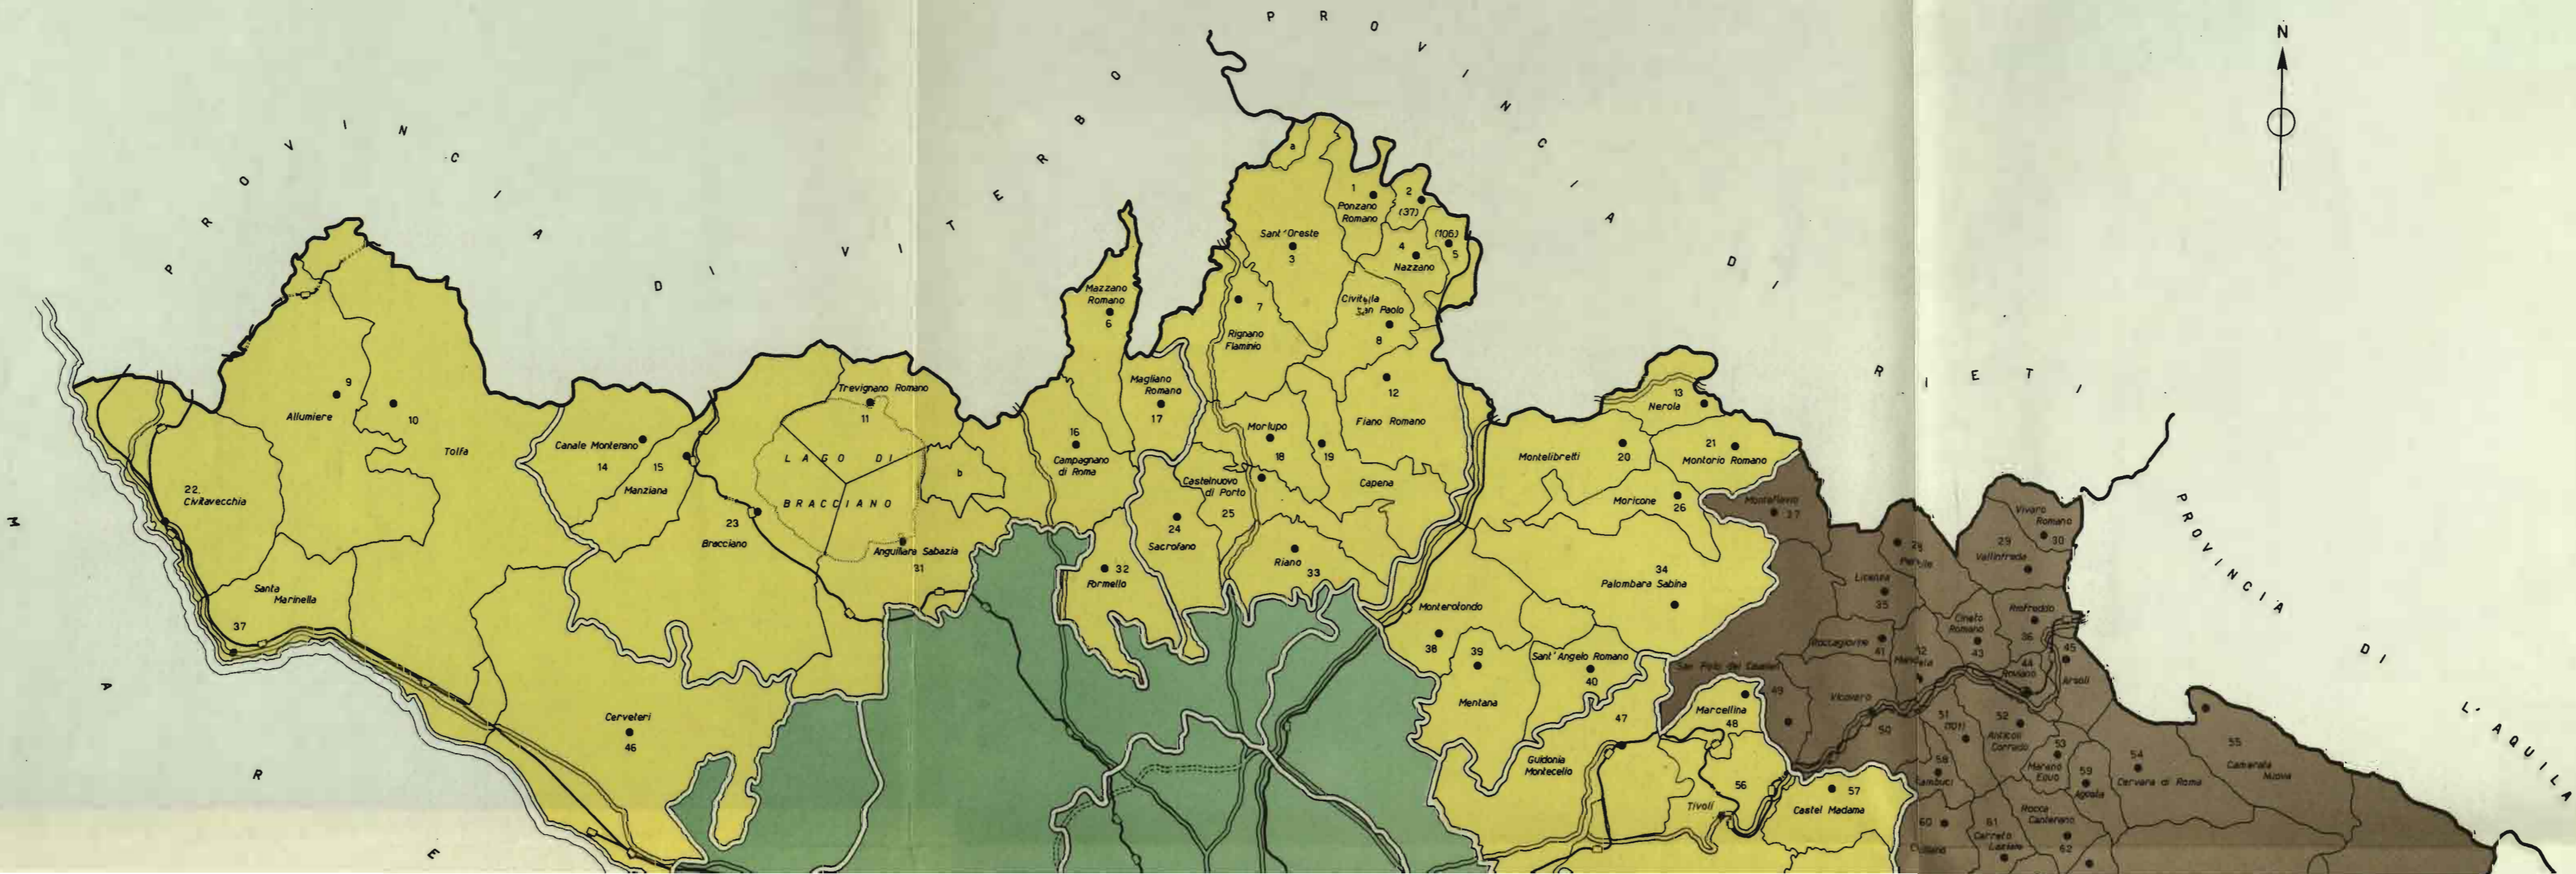 PROVINCIA DI VITERBO
PROVINCIA DI RIETI
PROVINCIA DI L'AQUILA
N
MARE
a
1
Ponzano
Romano
2
(37)
Sant'Oreste
3
4
Nazzano
(106)
5
Mazzano
Romano
6
7
Rignano
Flaminio
Civitella
San Paolo
8
9
Allumiere
10
Tolfa
Trevignano Romano
11
12
Fiano Romano
13
Nerola
Canale Monterano
14
15
Manziana
LAGO DI
BRACCIANO
b
16
Campagnano
di Roma
Magliano
Romano
17
Morlupo
18
19
Capena
Montelibretti
20
21
Montorio Romano
22.
Civitavecchia
23
Bracciano
24
Sacrofano
Castelnuovo
di Porto
25
Moricone
26
Monteflavio
27
28
Percile
29
Vallinfreda
Vivaro
Romano
30
Anguillara Sabazia
31
32
Formello
Riano
33
34
Palombara Sabina
Licenza
35
Riofreddo
36
Santa
Marinella
37
Monterotondo
38
39
Mentana
Sant'Angelo Romano
40
Roccagiovine
41
42
Mandela
Cineto
Romano
43
44
Roviano
45
Arsoli
Cerveteri
46
47
Guidonia
Montecelio
Marcellina
48
San Polo dei Cavalieri
49
Vicovaro
50
51
(101)
52
Anticoli
Corrado
53
Marano
Equo
54
Cervara di Roma
55
Camerata
Nuova
56
Tivoli
57
Castel Madama
58
Sambuci
59
Agosta
60
Ciciliano
61
Cerreto
Laziale
Rocca
Canterano
62